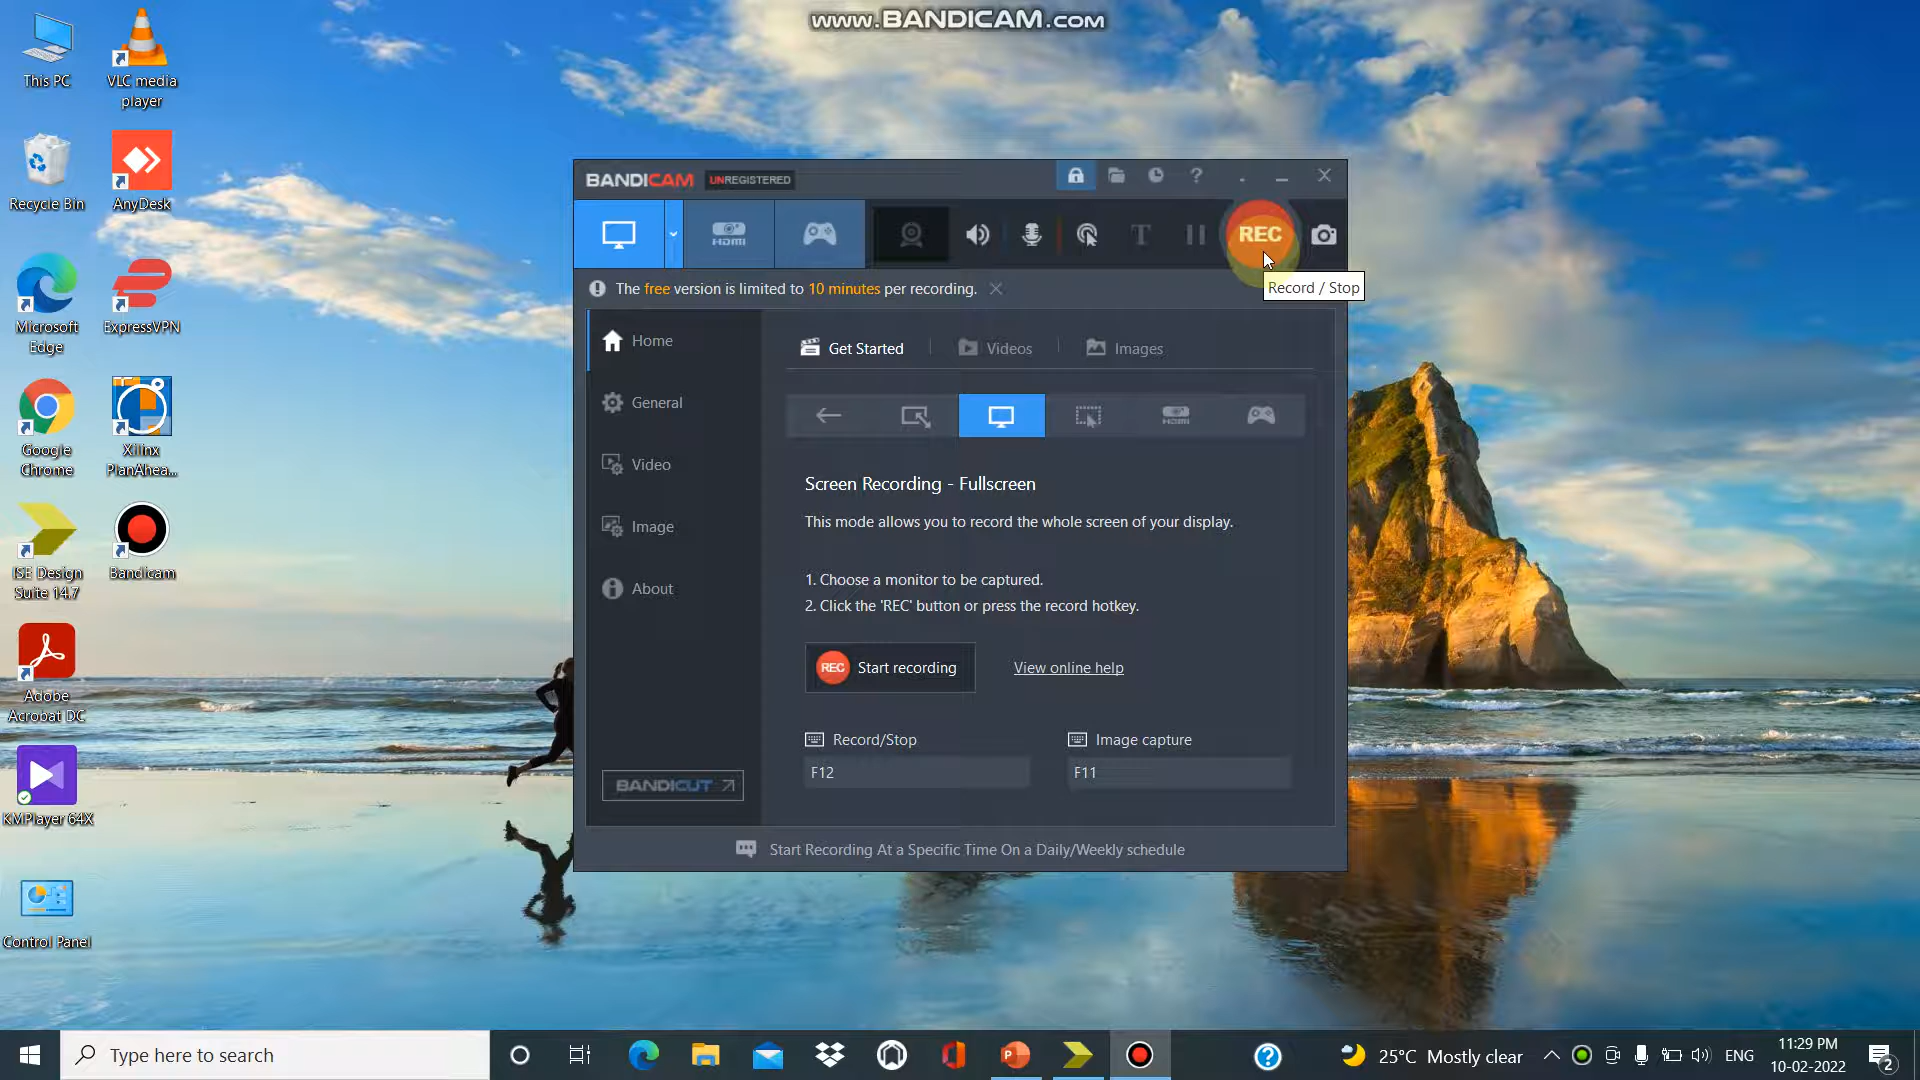 www.BANDICAM.com
This PC
VLC media
player
Recycle Bin
AnyDesk
Microsoft
Edge
ExpressVPN
Google
Chrome
Xilinx
PlanAhea...
ISE Design
Suite 14.7
Bandicam
Adobe
Acrobat DC
KMPlayer 64X
Control Panel
BANDICAM UNREGISTERED
HDMI
REC
Record / Stop
The free version is limited to 10 minutes per recording.
Home
General
Video
Image
About
BANDICUT
Get Started
Videos
Images
HDMI
Screen Recording - Fullscreen
This mode allows you to record the whole screen of your display.
1. Choose a monitor to be captured.
2. Click the 'REC' button or press the record hotkey.
REC Start recording
View online help
Record/Stop
F12
Image capture
F11
Start Recording At a Specific Time On a Daily/Weekly schedule
Type here to search
25°C Mostly clear
ENG
11:29 PM
10-02-2022
2